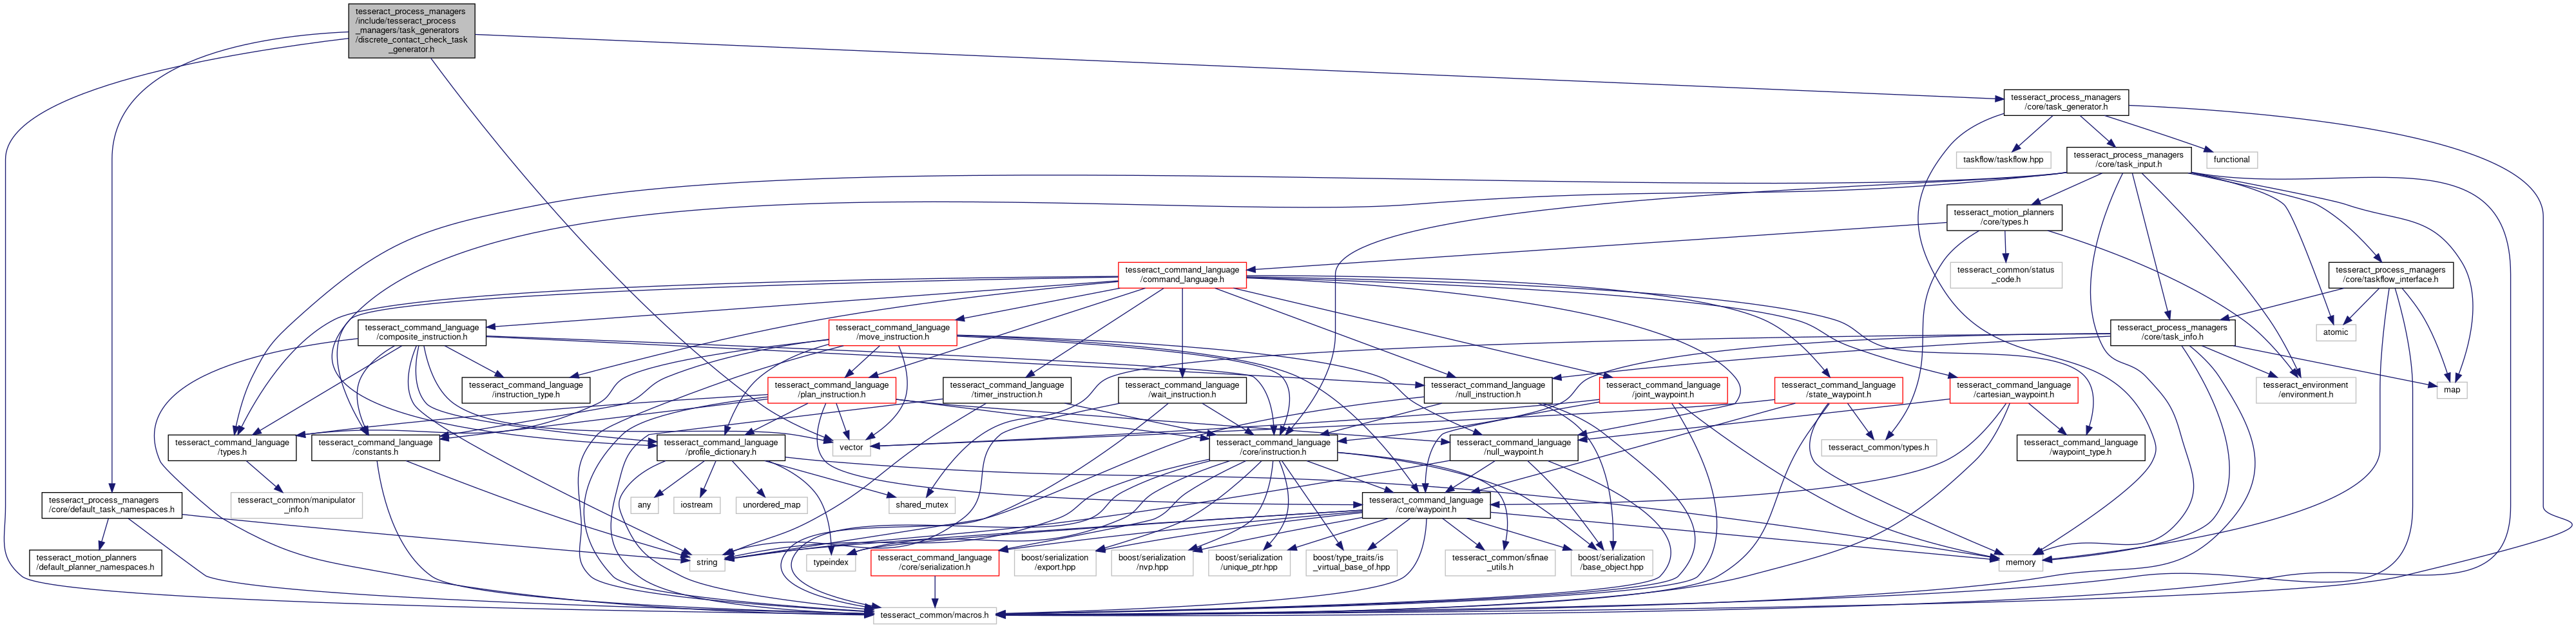 tesseract_process_managers
/include/tesseract_process
_managers/task_generators
/discrete_contact_check_task
_generator.h
tesseract_process_managers
/core/task_generator.h
taskflow/taskflow.hpp
tesseract_process_managers
/core/task_input.h
functional
tesseract_motion_planners
/core/types.h
tesseract_command_language
/command_language.h
tesseract_common/status
_code.h
tesseract_process_managers
/core/taskflow_interface.h
tesseract_command_language
/composite_instruction.h
tesseract_command_language
/move_instruction.h
tesseract_process_managers
/core/task_info.h
atomic
tesseract_command_language
/instruction_type.h
tesseract_command_language
/plan_instruction.h
tesseract_command_language
/timer_instruction.h
tesseract_command_language
/wait_instruction.h
tesseract_command_language
/null_instruction.h
tesseract_command_language
/joint_waypoint.h
tesseract_command_language
/state_waypoint.h
tesseract_command_language
/cartesian_waypoint.h
tesseract_environment
/environment.h
map
tesseract_command_language
/types.h
tesseract_command_language
/constants.h
tesseract_command_language
/profile_dictionary.h
vector
tesseract_command_language
/core/instruction.h
tesseract_command_language
/null_waypoint.h
tesseract_common/types.h
tesseract_command_language
/waypoint_type.h
tesseract_process_managers
/core/default_task_namespaces.h
tesseract_common/manipulator
_info.h
any
iostream
unordered_map
shared_mutex
tesseract_command_language
/core/waypoint.h
tesseract_motion_planners
/default_planner_namespaces.h
string
typeindex
tesseract_command_language
/core/serialization.h
boost/serialization
/export.hpp
boost/serialization
/nvp.hpp
boost/serialization
/unique_ptr.hpp
boost/type_traits/is
_virtual_base_of.hpp
tesseract_common/sfinae
_utils.h
boost/serialization
/base_object.hpp
memory
tesseract_common/macros.h